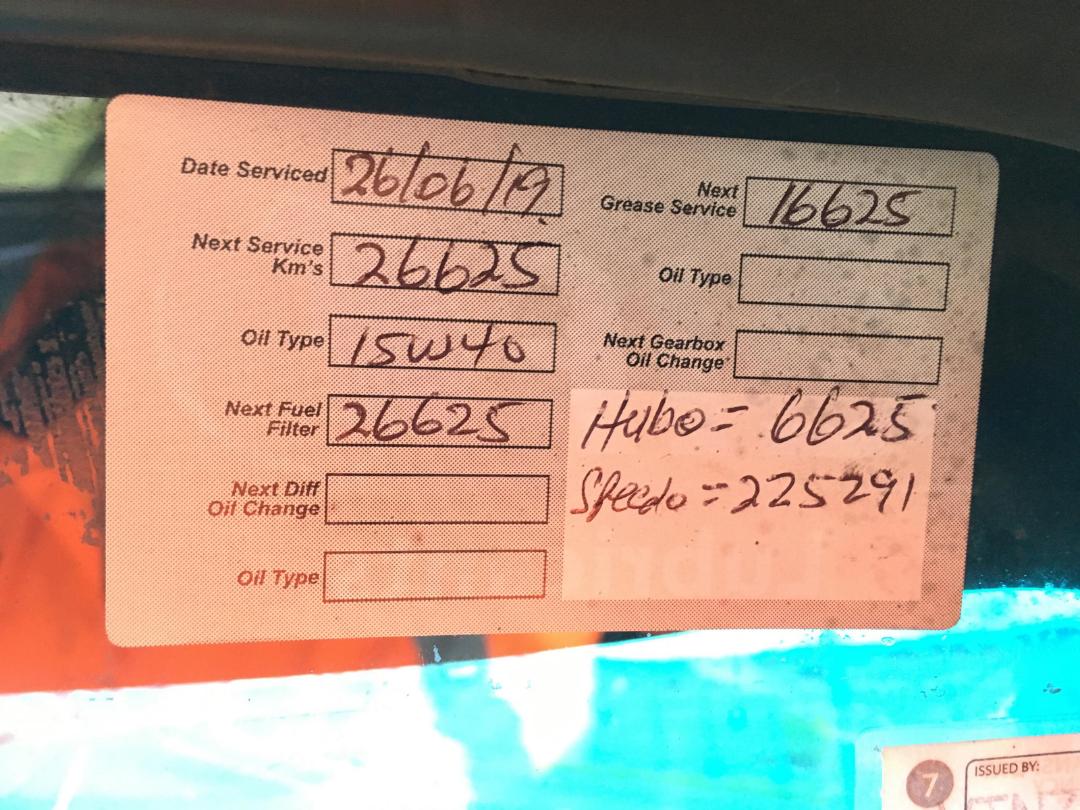 Date Serviced 26/06/19
Next Service Km's 26625
Oil Type 15W40
Next Fuel Filter 26625
Next Diff Oil Change
Oil Type
Next Grease Service 16625
Oil Type
Next Gearbox Oil Change
Hubo = 6625
Speedo = 225291
7
ISSUED BY: